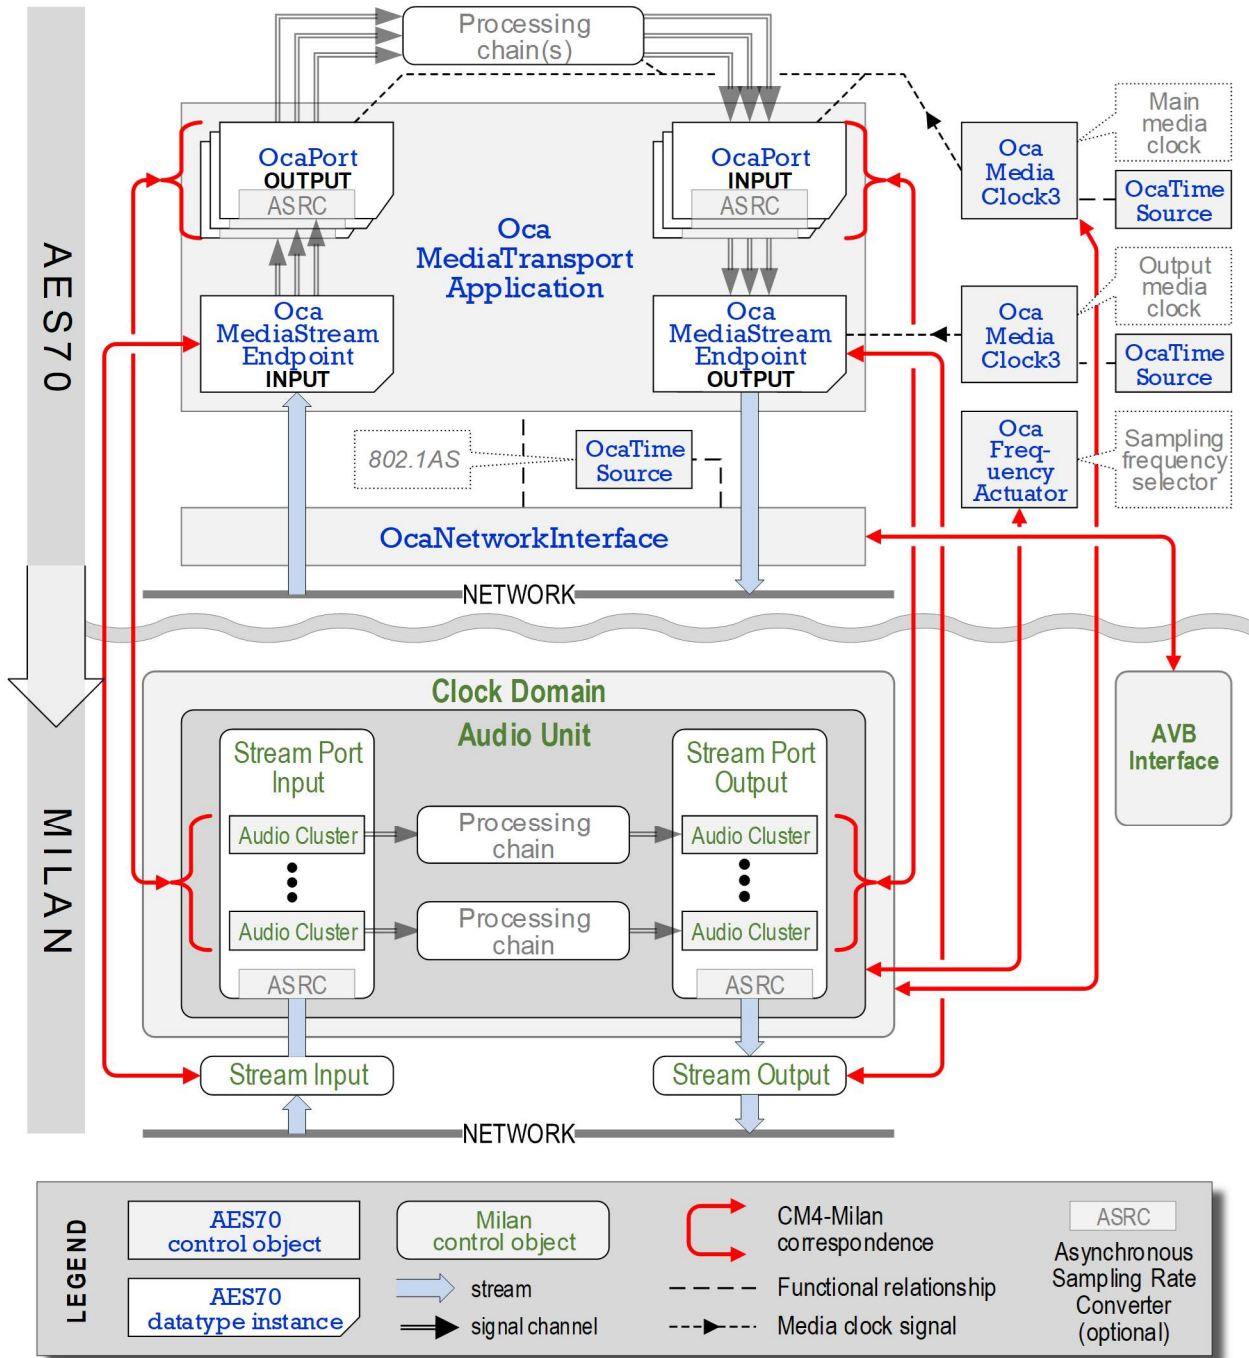 AES70
MILAN
Processing
chain(s)
OcaPort
OUTPUT
ASRC
OcaPort
INPUT
ASRC
Oca
MediaTransport
Application
Oca
MediaStream
Endpoint
INPUT
Oca
MediaStream
Endpoint
OUTPUT
Oca
Media
Clock3
Main
media
clock
OcaTime
Source
Oca
Media
Clock3
Output
media
clock
OcaTime
Source
Oca
Freq-
uency
Actuator
Sampling
frequency
selector
802.1AS
OcaTime
Source
OcaNetworkInterface
NETWORK
Clock Domain
Audio Unit
Stream Port
Input
Audio Cluster
Audio Cluster
ASRC
Processing
chain
Processing
chain
Stream Port
Output
Audio Cluster
Audio Cluster
ASRC
AVB
Interface
Stream Input
Stream Output
NETWORK
LEGEND
AES70
control object
AES70
datatype instance
Milan
control object
stream
signal channel
CM4-Milan
correspondence
Functional relationship
Media clock signal
ASRC
Asynchronous
Sampling Rate
Converter
(optional)